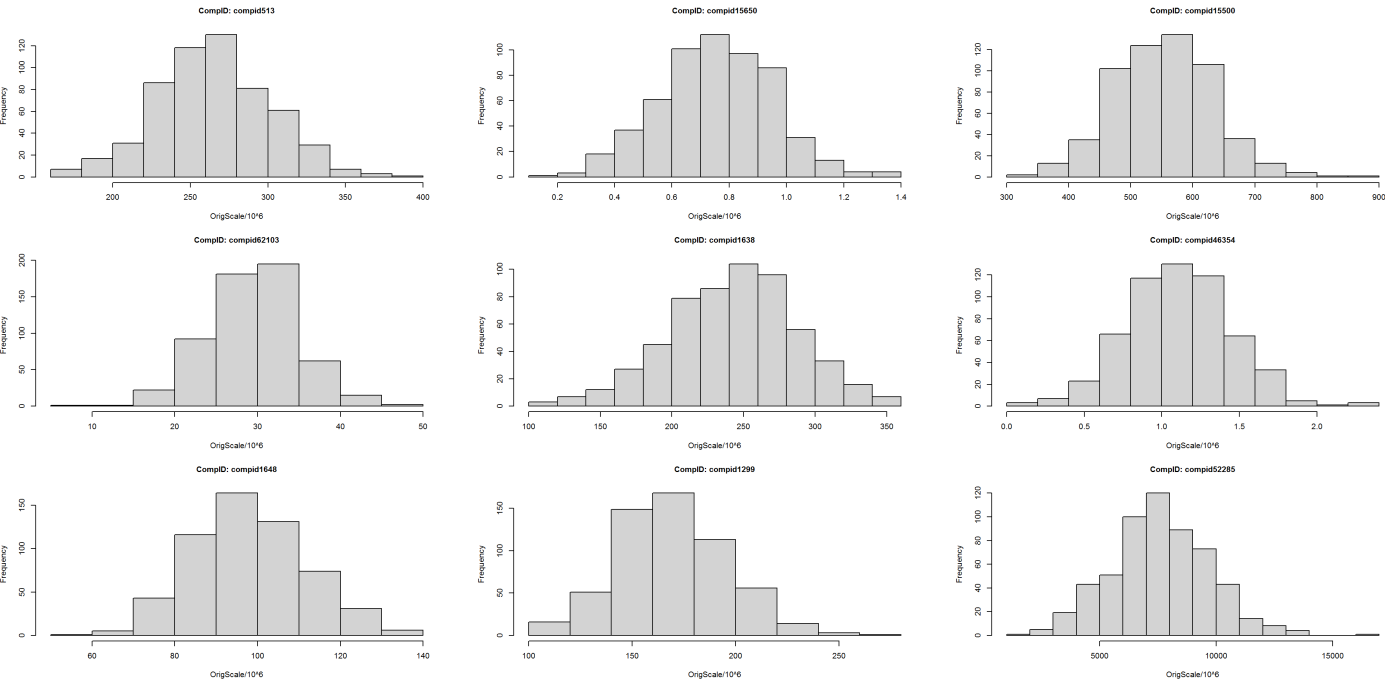 CompID: compid513
Frequency
0 20 40 60 80 100 120
200 250 300 350 400
OrigScale/10^6
CompID: compid15650
Frequency
0 20 40 60 80 100
0.2 0.4 0.6 0.8 1.0 1.2 1.4
OrigScale/10^6
CompID: compid15500
Frequency
0 20 40 60 80 100 120
300 400 500 600 700 800 900
OrigScale/10^6
CompID: compid62103
Frequency
0 50 100 150 200
10 20 30 40 50
OrigScale/10^6
CompID: compid1638
Frequency
0 20 40 60 80 100
100 150 200 250 300 350
OrigScale/10^6
CompID: compid46354
Frequency
0 20 40 60 80 100 120
0.0 0.5 1.0 1.5 2.0
OrigScale/10^6
CompID: compid1648
Frequency
0 50 100 150
60 80 100 120 140
OrigScale/10^6
CompID: compid1299
Frequency
0 50 100 150
100 150 200 250
OrigScale/10^6
CompID: compid52285
Frequency
0 20 40 60 80 100 120
5000 10000 15000
OrigScale/10^6